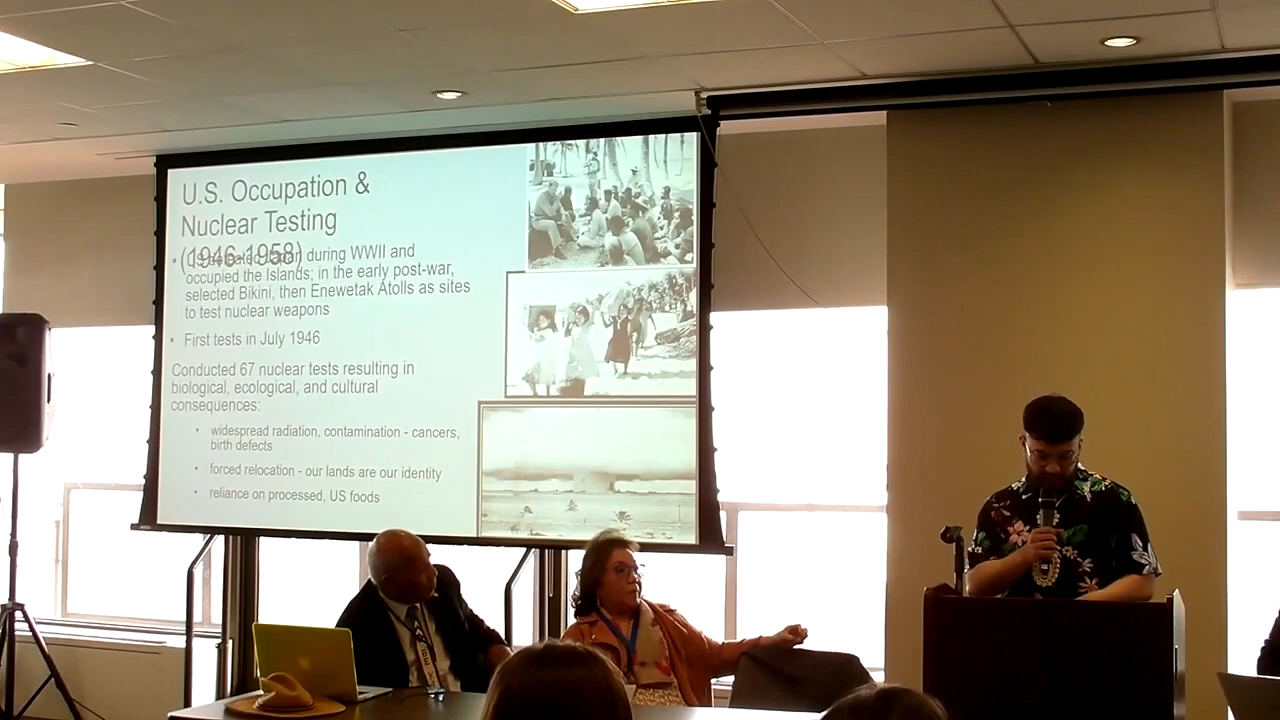 U.S. Occupation &
Nuclear Testing
(1946-1958)
• during WWII and
occupied the Islands; in the early post-war,
selected Bikini, then Enewetak Atolls as sites
to test nuclear weapons
• First tests in July 1946
Conducted 67 nuclear tests resulting in
biological, ecological, and cultural
consequences:
• widespread radiation, contamination - cancers,
birth defects
• forced relocation - our lands are our identity
• reliance on processed, US foods